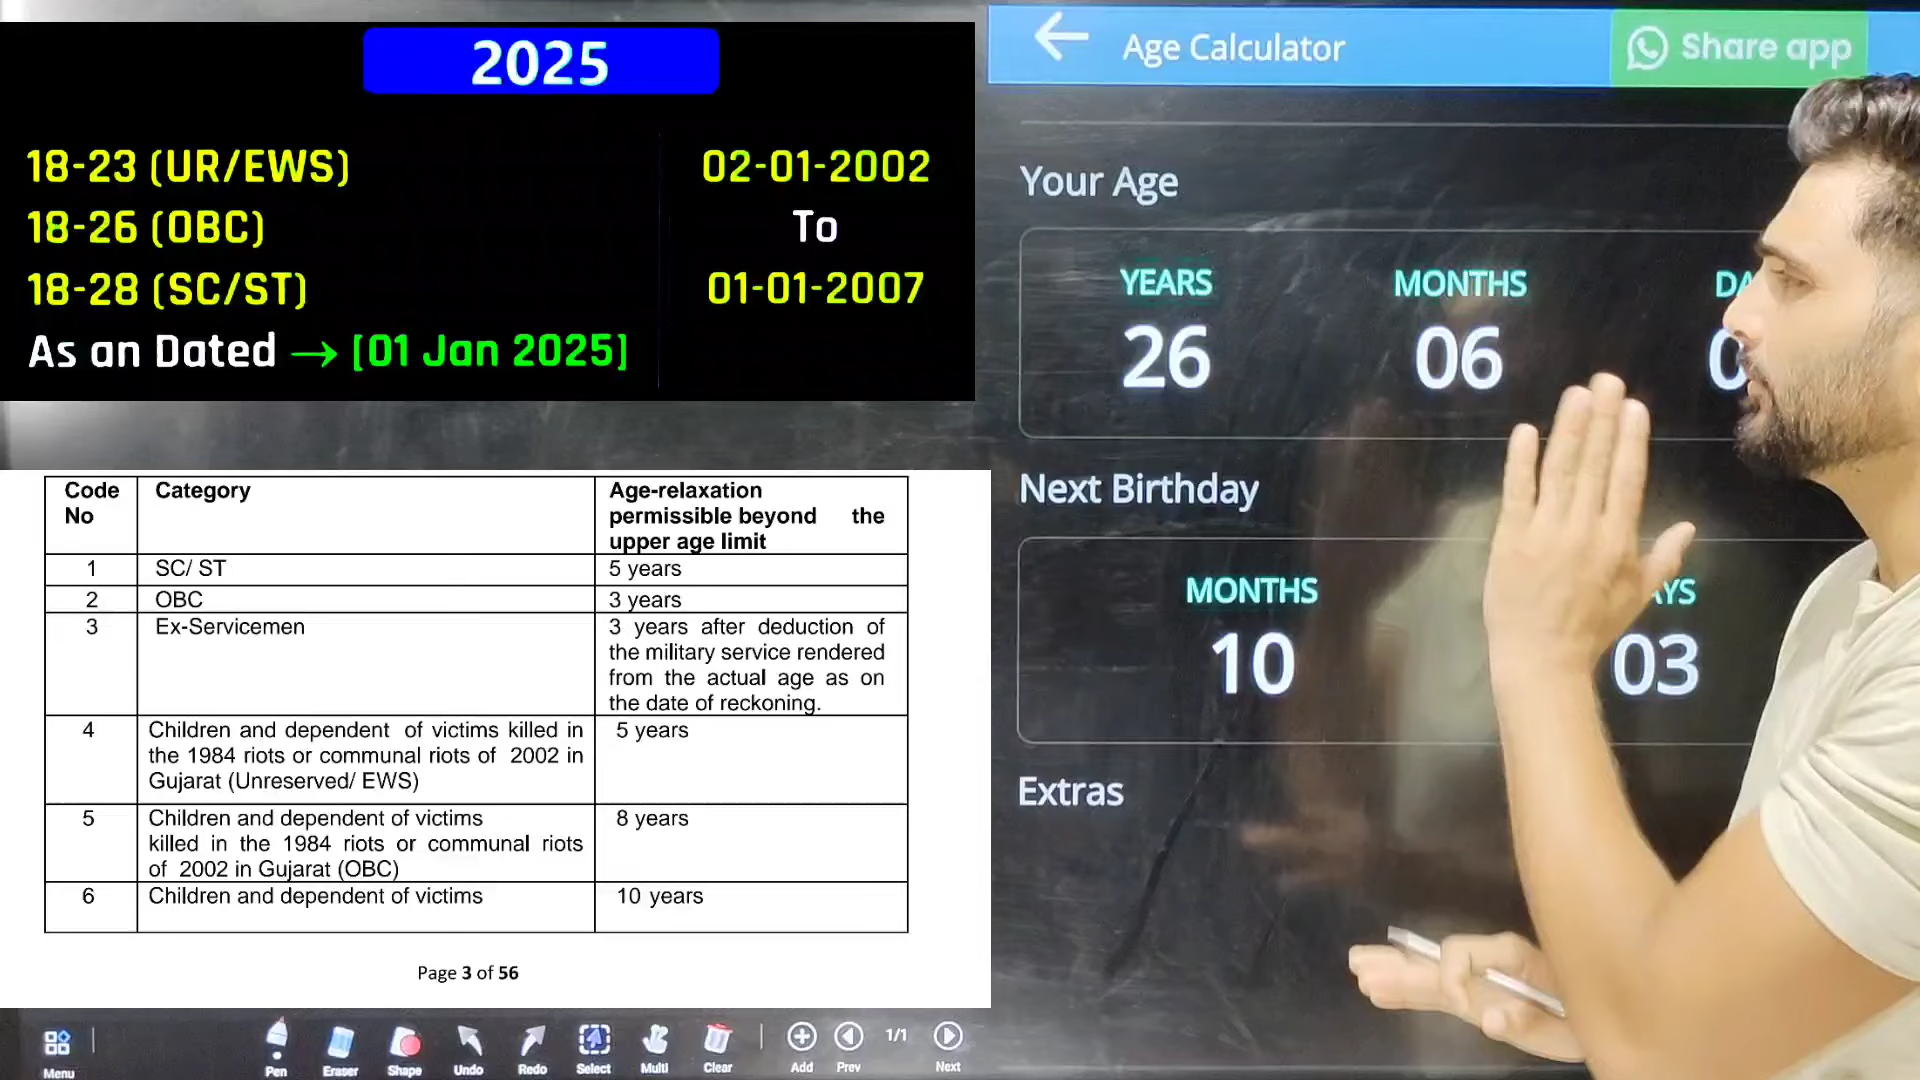 2025
18-23 (UR/EWS)
18-26 (OBC)
18-28 (SC/ST)
As an Dated → [01 Jan 2025]
02-01-2002
To
01-01-2007
Code No
Category
Age-relaxation
permissible beyond the
upper age limit
1 SC/ ST 5 years
2 OBC 3 years
3 Ex-Servicemen 3 years after deduction of
the military service rendered
from the actual age as on
the date of reckoning.
4 Children and dependent of victims killed in 5 years
the 1984 riots or communal riots of 2002 in
Gujarat (Unreserved/ EWS)
5 Children and dependent of victims 8 years
killed in the 1984 riots or communal riots
of 2002 in Gujarat (OBC)
6 Children and dependent of victims 10 years
Page 3 of 56
Menu
Pen
Eraser
Shape
Undo
Redo
Select
Multi
Clear
Add
Prev
1/1
Next
Age Calculator
Share app
Your Age
YEARS
MONTHS
26
06
Next Birthday
MONTHS
10
03
Extras